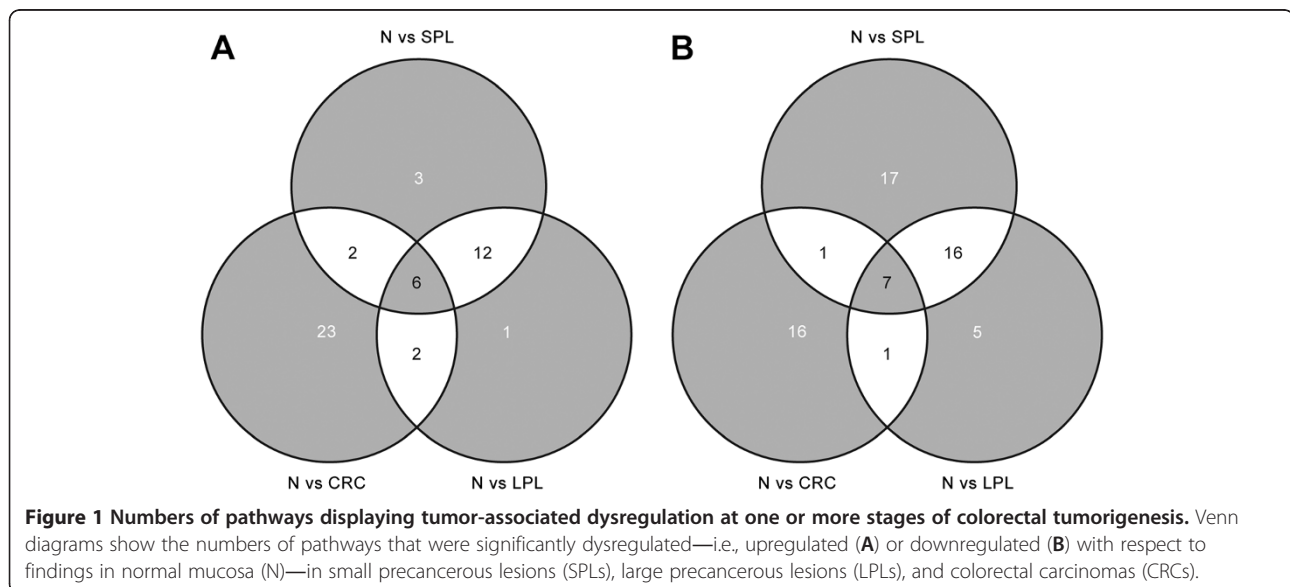 A
N vs SPL
3
2
12
6
23
2
1
N vs CRC
N vs LPL
B
N vs SPL
17
1
16
7
16
1
5
N vs CRC
N vs LPL
Figure 1 Numbers of pathways displaying tumor-associated dysregulation at one or more stages of colorectal tumorigenesis. Venn
diagrams show the numbers of pathways that were significantly dysregulated—i.e., upregulated (A) or downregulated (B) with respect to
findings in normal mucosa (N)—in small precancerous lesions (SPLs), large precancerous lesions (LPLs), and colorectal carcinomas (CRCs).